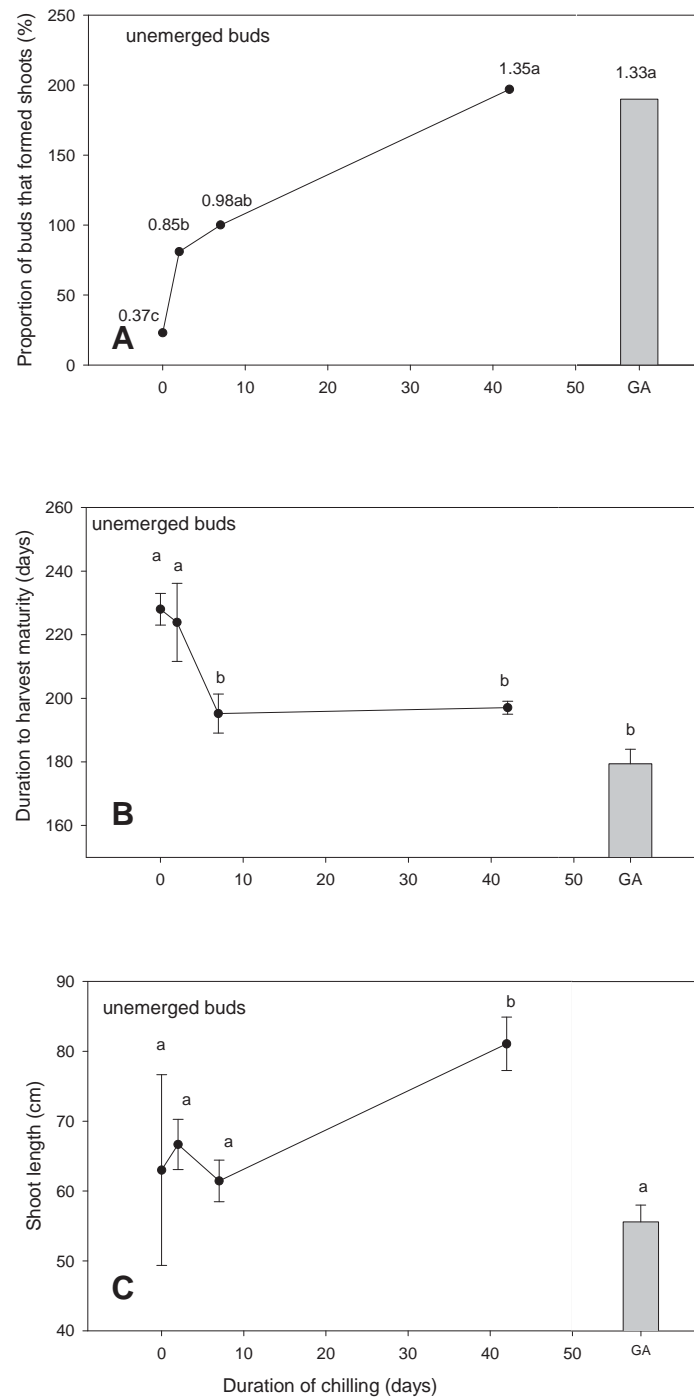 Proportion of buds that formed shoots (%)
250
200
150
100
50
0
unemerged buds
0.37c
0.85b
0.98ab
1.35a
1.33a
A
0 10 20 30 40 50 GA
Duration to harvest maturity (days)
260
240
220
200
180
160
unemerged buds
a
a
b
b
b
B
0 10 20 30 40 50 GA
Shoot length (cm)
90
80
70
60
50
40
unemerged buds
a
a
a
b
a
C
0 10 20 30 40 50 GA
Duration of chilling (days)